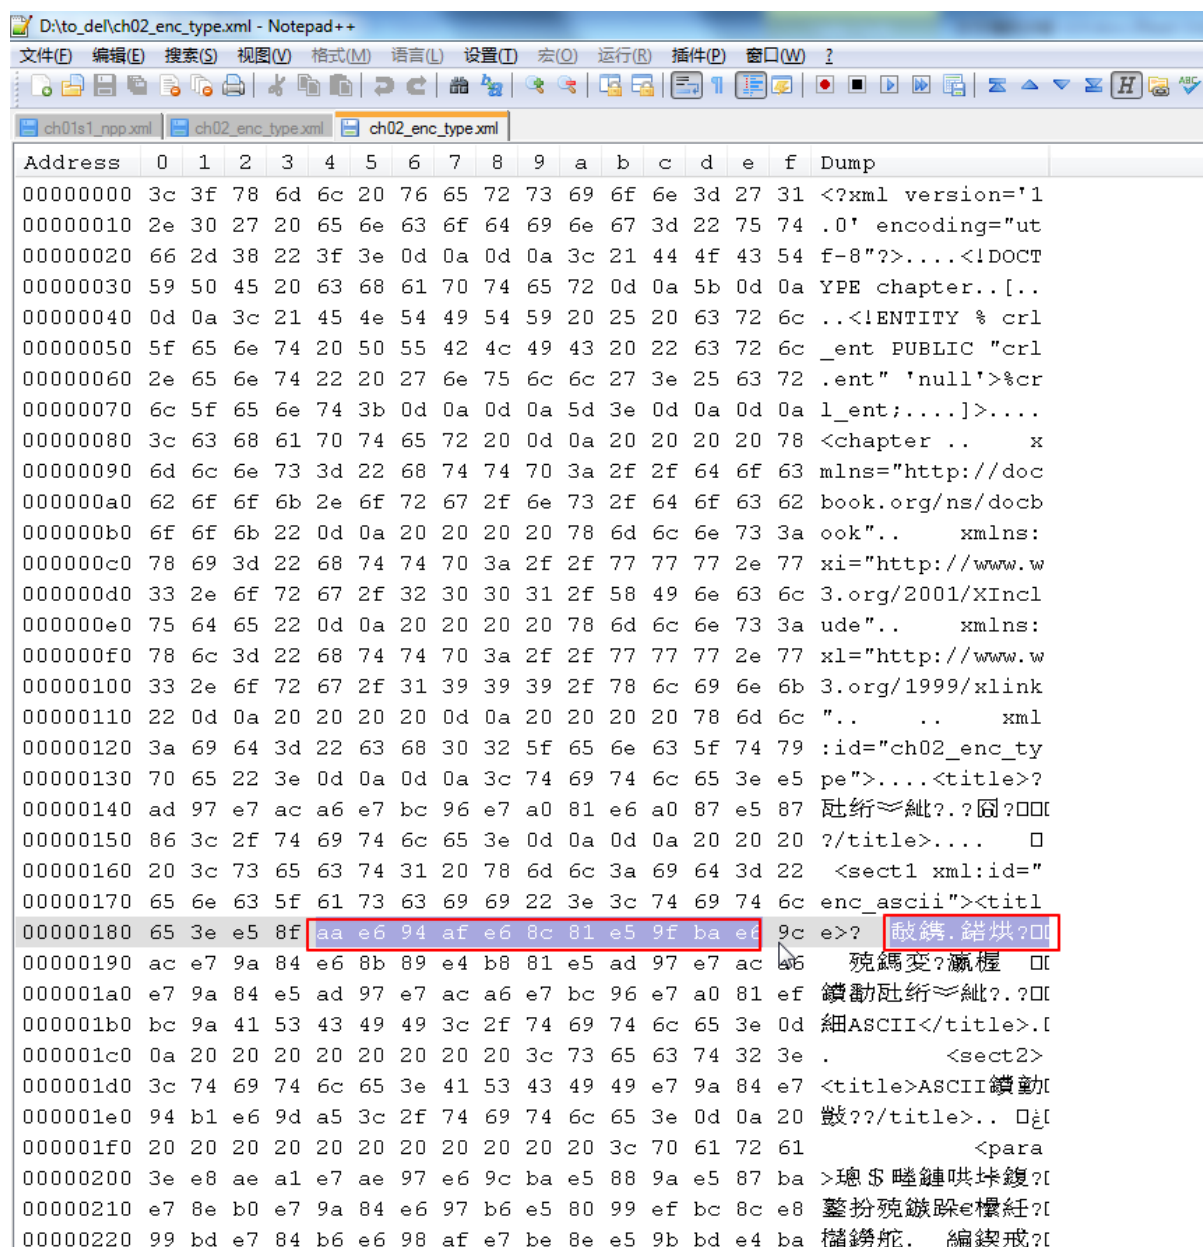 D:\to_del\ch02_enc_type.xml - Notepad++
文件(F) 编辑(E) 搜索(S) 视图(V) 格式(M) 语言(L) 设置(T) 宏(O) 运行(R) 插件(P) 窗口(W) ?
ch01s1_npp.xml ch02_enc_type.xml ch02_enc_type.xml
Address 0 1 2 3 4 5 6 7 8 9 a b c d e f Dump
00000000 3c 3f 78 6d 6c 20 76 65 72 73 69 6f 6e 3d 27 31 <?xml version='1
00000010 2e 30 27 20 65 6e 63 6f 64 69 6e 67 3d 22 75 74 .0' encoding="ut
00000020 66 2d 38 22 3f 3e 0d 0a 0d 0a 3c 21 44 4f 43 54 f-8"?>....<!DOCT
00000030 59 50 45 20 63 68 61 70 74 65 72 0d 0a 5b 0d 0a YPE chapter..[..
00000040 0d 0a 3c 21 45 4e 54 49 54 59 20 25 20 63 72 6c ..<!ENTITY % crl
00000050 5f 65 6e 74 20 50 55 42 4c 49 43 20 22 63 72 6c _ent PUBLIC "crl
00000060 2e 65 6e 74 22 20 27 6e 75 6c 6c 27 3e 25 63 72 .ent" 'null'>%cr
00000070 6c 5f 65 6e 74 3b 0d 0a 0d 0a 5d 3e 0d 0a 0d 0a l_ent;....]>....
00000080 3c 63 68 61 70 74 65 72 20 0d 0a 20 20 20 20 78 <chapter .. x
00000090 6d 6c 6e 73 3d 22 68 74 74 70 3a 2f 2f 64 6f 63 mlns="http://doc
000000a0 62 6f 6f 6b 2e 6f 72 67 2f 6e 73 2f 64 6f 63 62 book.org/ns/docb
000000b0 6f 6f 6b 22 0d 0a 20 20 20 20 78 6d 6c 6e 73 3a ook".. xmlns:
000000c0 78 69 3d 22 68 74 74 70 3a 2f 2f 77 77 77 2e 77 xi="http://www.w
000000d0 33 2e 6f 72 67 2f 32 30 30 31 2f 58 49 6e 63 6c 3.org/2001/XIncl
000000e0 75 64 65 22 0d 0a 20 20 20 20 78 6d 6c 6e 73 3a ude".. xmlns:
000000f0 78 6c 3d 22 68 74 74 70 3a 2f 2f 77 77 77 2e 77 xl="http://www.w
00000100 33 2e 6f 72 67 2f 31 39 39 39 2f 78 6c 69 6e 6b 3.org/1999/xlink
00000110 22 0d 0a 20 20 20 20 0d 0a 20 20 20 20 78 6d 6c ".. .. xml
00000120 3a 69 64 3d 22 63 68 30 32 5f 65 6e 63 5f 74 79 :id="ch02_enc_ty
00000130 70 65 22 3e 0d 0a 0d 0a 3c 74 69 74 6c 65 3e e5 pe">....<title>?
00000140 ad 97 e7 ac a6 e7 bc 96 e7 a0 81 e6 a0 87 e5 87
00000150 86 3c 2f 74 69 74 6c 65 3e 0d 0a 0d 0a 20 20 20 ?/title>....
00000160 20 3c 73 65 63 74 31 20 78 6d 6c 3a 69 64 3d 22 <sect1 xml:id="
00000170 65 6e 63 5f 61 73 63 69 69 22 3e 3c 74 69 74 6c enc_ascii"><titl
00000180 65 3e e5 8f aa e6 94 af e6 8c 81 e5 9f ba e6 9c e>?
00000190 ac e7 9a 84 e6 8b 89 e4 b8 81 e5 ad 97 e7 ac a6
000001a0 e7 9a 84 e5 ad 97 e7 ac a6 e7 bc 96 e7 a0 81 ef
000001b0 bc 9a 41 53 43 49 49 3c 2f 74 69 74 6c 65 3e 0d 細ASCII</title>.
000001c0 0a 20 20 20 20 20 20 20 20 3c 73 65 63 74 32 3e . <sect2>
000001d0 3c 74 69 74 6c 65 3e 41 53 43 49 49 e7 9a 84 e7 <title>ASCII
000001e0 94 b1 e6 9d a5 3c 2f 74 69 74 6c 65 3e 0d 0a 20 ??/title>..
000001f0 20 20 20 20 20 20 20 20 20 20 20 3c 70 61 72 61 <para
00000200 3e e8 ae a1 e7 ae 97 e6 9c ba e5 88 9a e5 87 ba
00000210 e7 8e b0 e7 9a 84 e6 97 b6 e5 80 99 ef bc 8c e8
00000220 99 bd e7 84 b6 e6 98 af e7 be 8e e5 9b bd e4 ba